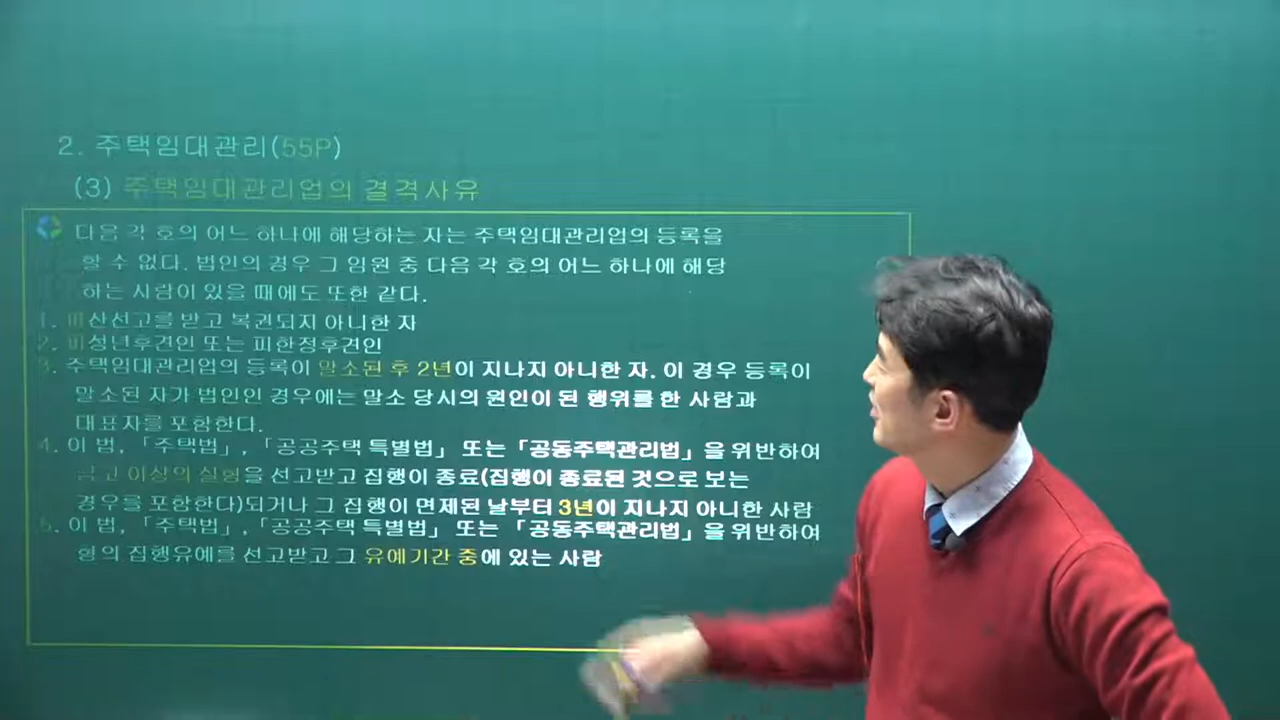 2. 주택임대관리(55P)
(3) 주택임대관리업의 결격사유
다음 각 호의 어느 하나에 해당하는 자는 주택임대관리업의 등록을
할 수 없다. 법인의 경우 그 임원 중 다음 각 호의 어느 하나에 해당
하는 사람이 있을 때에도 또한 같다.
1. 파산선고를 받고 복권되지 아니한 자
2. 피성년후견인 또는 피한정후견인
3. 주택임대관리업의 등록이 말소된 후 2년이 지나지 아니한 자. 이 경우 등록이
말소된 자가 법인인 경우에는 말소 당시의 원인이 된 행위를 한 사람과
대표자를 포함한다.
4. 이 법, 「주택법」, 「공공주택 특별법」 또는 「공동주택관리법」을 위반하여
금고 이상의 실형을 선고받고 집행이 종료(집행이 종료된 것으로 보는
경우를 포함한다)되거나 그 집행이 면제된 날부터 3년이 지나지 아니한 사람
5. 이 법, 「주택법」, 「공공주택 특별법」 또는 「공동주택관리법」을 위반하여
형의 집행유예를 선고받고 그 유예기간 중에 있는 사람